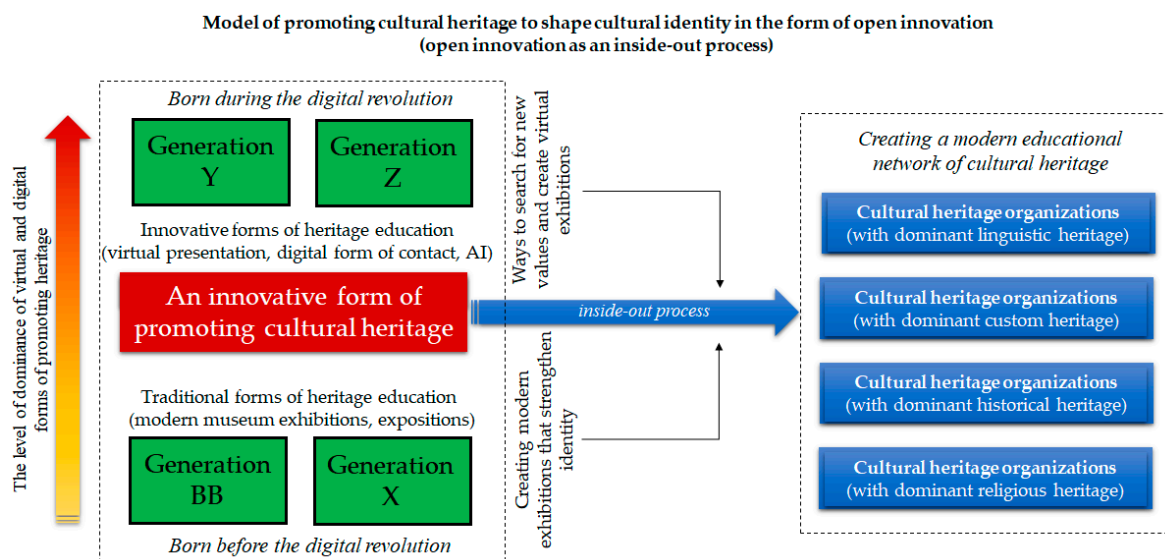 Model of promoting cultural heritage to shape cultural identity in the form of open innovation
(open innovation as an inside-out process)
The level of dominance of virtual and digital
forms of promoting heritage
Born during the digital revolution
Generation
Y
Generation
Z
Innovative forms of heritage education
(virtual presentation, digital form of contact, AI)
An innovative form of
promoting cultural heritage
Traditional forms of heritage education
(modern museum exhibitions, expositions)
Generation
BB
Generation
X
Born before the digital revolution
Ways to search for new
values and create virtual
exhibitions
inside-out process
Creating modern
exhibitions that strengthen
identity
Creating a modern educational
network of cultural heritage
Cultural heritage organizations
(with dominant linguistic heritage)
Cultural heritage organizations
(with dominant custom heritage)
Cultural heritage organizations
(with dominant historical heritage)
Cultural heritage organizations
(with dominant religious heritage)